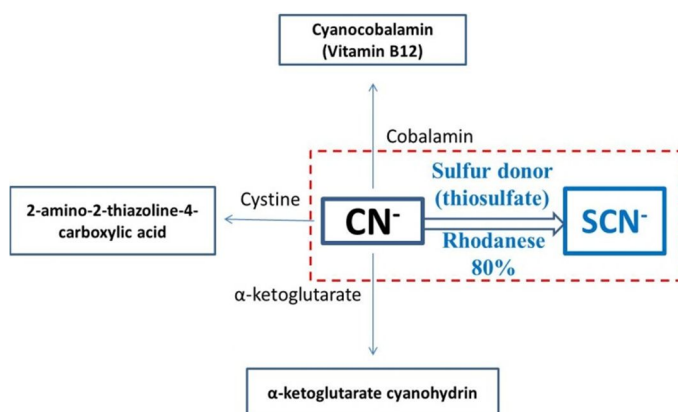 Cyanocobalamin
(Vitamin B12)
Cobalamin
Sulfur donor
(thiosulfate)
Cystine
2-amino-2-thiazoline-4-
carboxylic acid
CN⁻
SCN⁻
Rhodanese
80%
α-ketoglutarate
α-ketoglutarate cyanohydrin